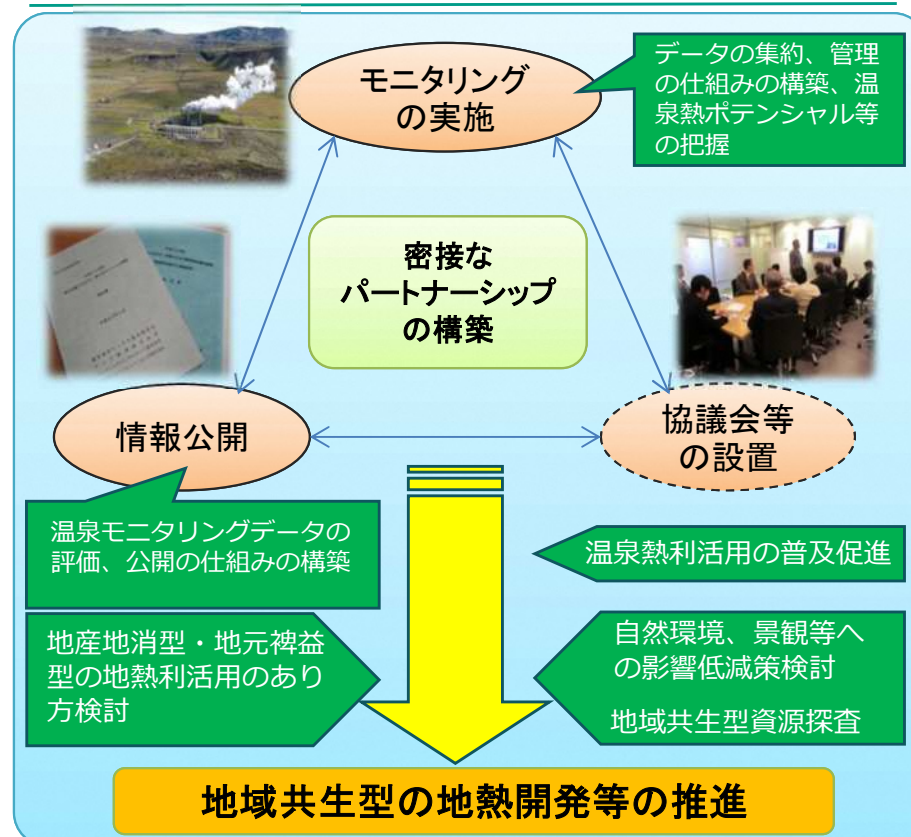 モニタリング
の実施
データの集約、管理
の仕組みの構築、温
泉熱ポテンシャル等
の把握
密接な
パートナーシップ
の構築
情報公開
協議会等
の設置
温泉モニタリングデータの
評価、公開の仕組みの構築
温泉熱利活用の普及促進
地産地消型・地元裨益
型の地熱利活用のあり
方検討
自然環境、景観等へ
の影響低減策検討
地域共生型資源探査
地域共生型の地熱開発等の推進